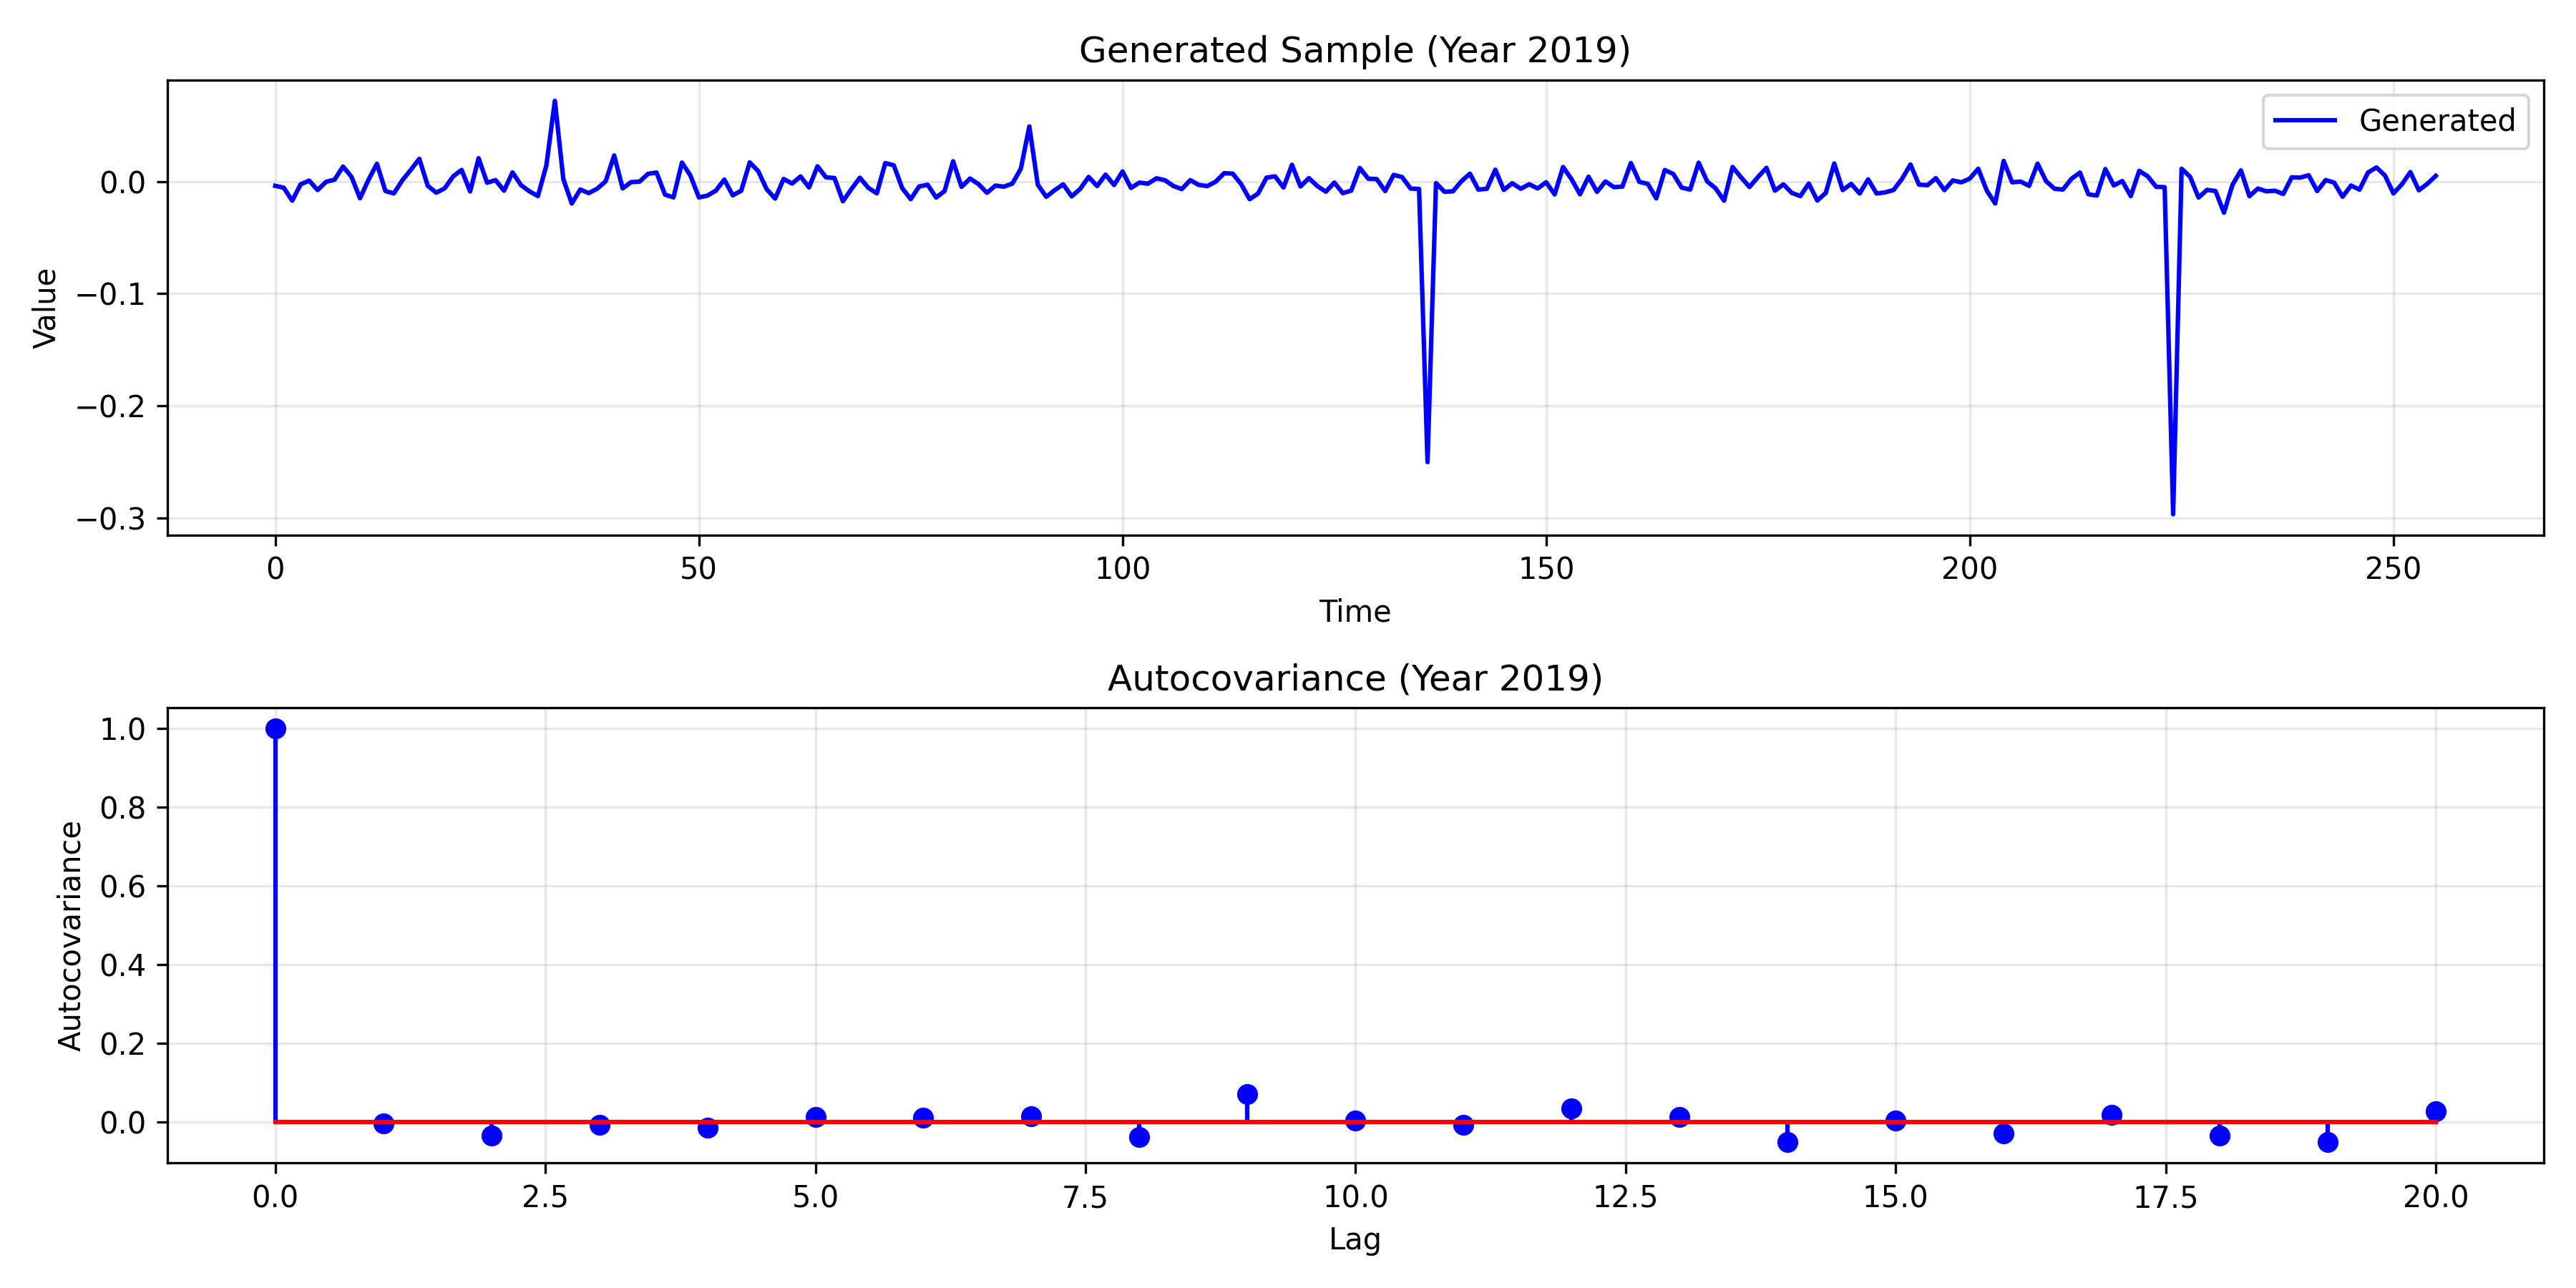 Generated Sample (Year 2019)
Generated
Value
0.0
−0.1
−0.2
−0.3
0 50 100 150 200 250
Time
Autocovariance (Year 2019)
Autocovariance
1.0
0.8
0.6
0.4
0.2
0.0
0.0 2.5 5.0 7.5 10.0 12.5 15.0 17.5 20.0
Lag